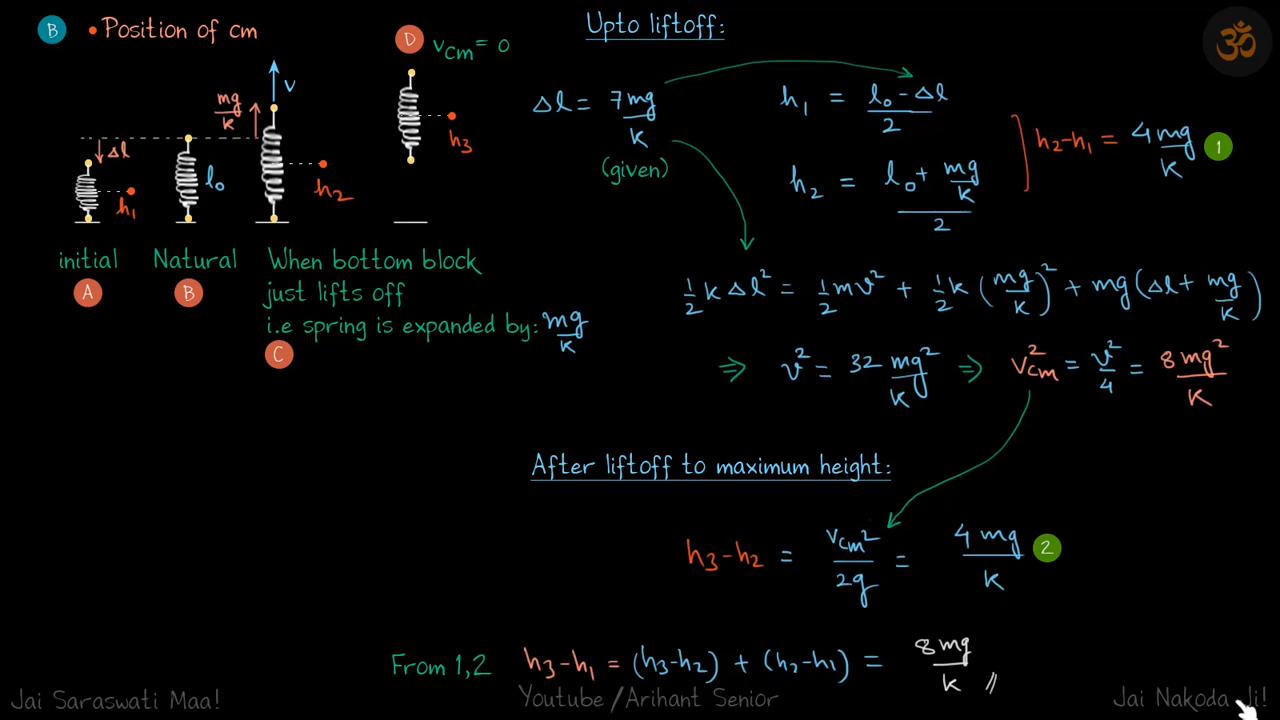 B • Position of cm
D v_cm = 0
Upto liftoff:
ॐ
v
mg/k
Δl
l₀
h₁
h₂
h₃
initial
A
Natural
B
When bottom block
just lifts off
i.e spring is expanded by: mg/k
C
Δl = 7mg/k
(given)
h₁ = (l₀ - Δl)/2
h₂ = (l₀ + mg/k)/2
h₂-h₁ = 4mg/k 1
½ k Δl² = ½ mv² + ½ k (mg/k)² + mg (Δl + mg/k)
⇒ v² = 32 mg²/k ⇒ v²_cm = v²/4 = 8mg²/k
After liftoff to maximum height:
h₃-h₂ = v_cm²/2g = 4mg/k 2
From 1,2 h₃-h₁ = (h₃-h₂) + (h₂-h₁) = 8mg/k //
Jai Saraswati Maa! Youtube /Arihant Senior Jai Nakoda Ji!